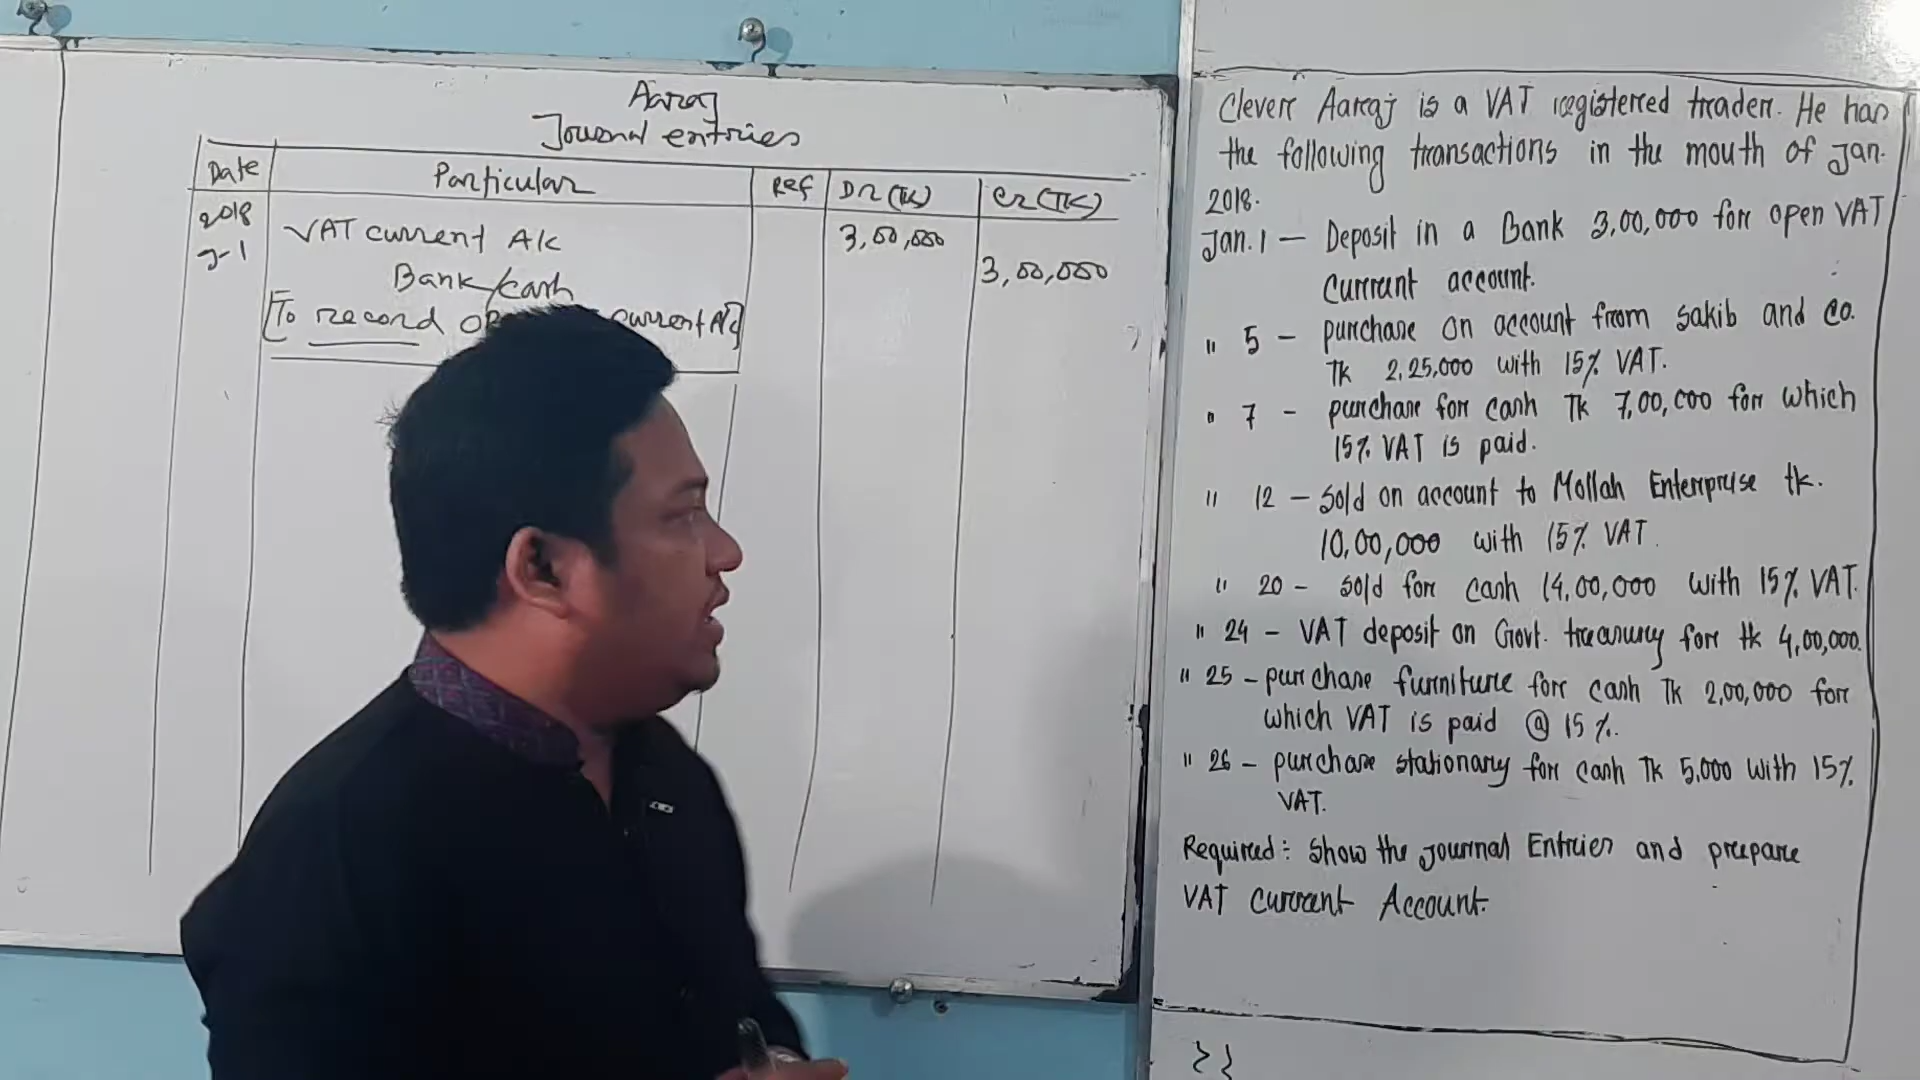 Aaraj
Journal entries
Date Particular Ref Dr (TK) Cr (TK)
2018
J-1 VAT current A/c 3,00,000
Bank/cash 3,00,000
[To record current A/c]
Clever Aaraj is a VAT registerred trader. He has
the following transactions in the mouth of Jan.
2018.
Jan. 1 – Deposit in a Bank 3,00,000 for open VAT
Currant account.
" 5 – purchase on account from sakib and Co.
Tk 2,25,000 with 15% VAT.
" 7 – purchase for cash Tk 7,00,000 for which
15% VAT is paid.
" 12 – sold on account to Mollah Enterprise tk.
10,00,000 with 15% VAT.
" 20 – sold for cash 14,00,000 with 15% VAT.
" 24 – VAT deposit on Govt. treasury for tk 4,00,000.
" 25 – purchase furniture for cash Tk 2,00,000 for
which VAT is paid @ 15%.
" 26 – purchase stationary for cash Tk 5,000 with 15%
VAT.
Required: Show the Journal Entries and prepare
VAT Currant Account.